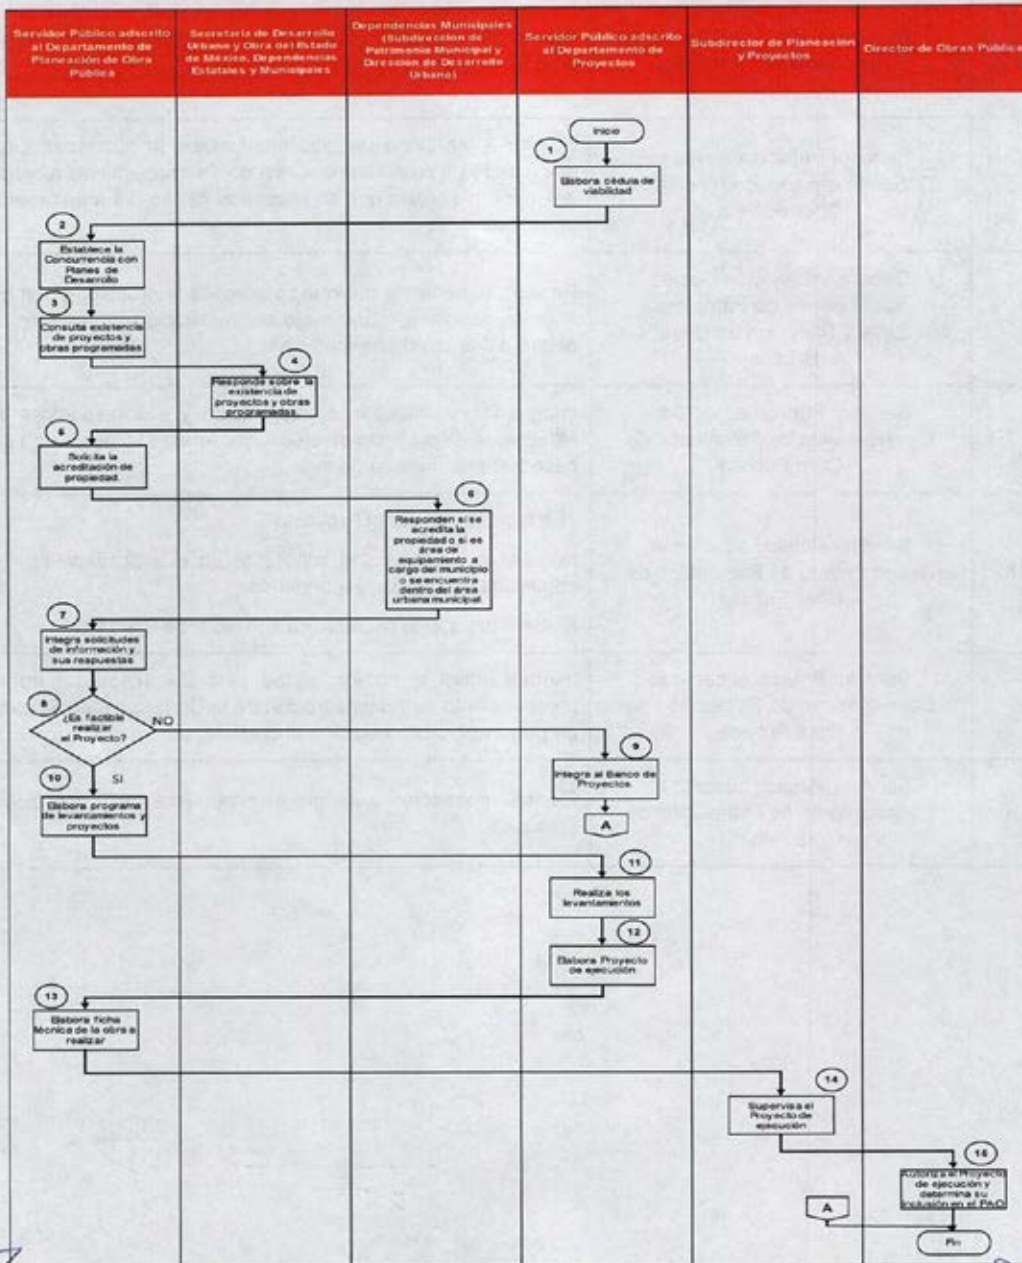 Servidor Público adscrito
al Departamento de
Planeación de Obra
Pública
Secretaría de Desarrollo
Urbano y Obra del Estado
de México, Dependencias
Estatales y Municipales
Dependencias Municipales
(Subdirección de
Patrimonio Municipal y
Dirección de Desarrollo
Urbano)
Servidor Público adscrito
al Departamento de
Proyectos
Subdirector de Planeación
y Proyectos
Director de Obras Pública
Inicio
1
Elabora cédula de
viabilidad
2
Establece la
Concurrencia con
Planes de
Desarrollo
3
Consulta existencia
de proyectos y
obras programadas
4
Responde sobre la
existencia de
proyectos y obras
programadas.
5
Solicita la
acreditación de
propiedad.
6
Responden si se
acredita la
propiedad o si es
área de
equipamiento a
cargo del municipio
o se encuentra
dentro del área
urbana municipal.
7
Integra solicitudes
de información y
sus respuestas
8
¿Es factible
realizar
el Proyecto?
NO
9
Integra al Banco de
Proyectos.
A
SI
10
Elabora programa
de levantamientos y
proyectos
11
Realiza los
levantamientos
12
Elabora Proyecto
de ejecución
13
Elabora ficha
técnica de la obra a
realizar
14
Supervisa el
Proyecto de
ejecución
15
Autoriza el Proyecto
de ejecución y
determina su
inclusión en el PAO
A
Fin